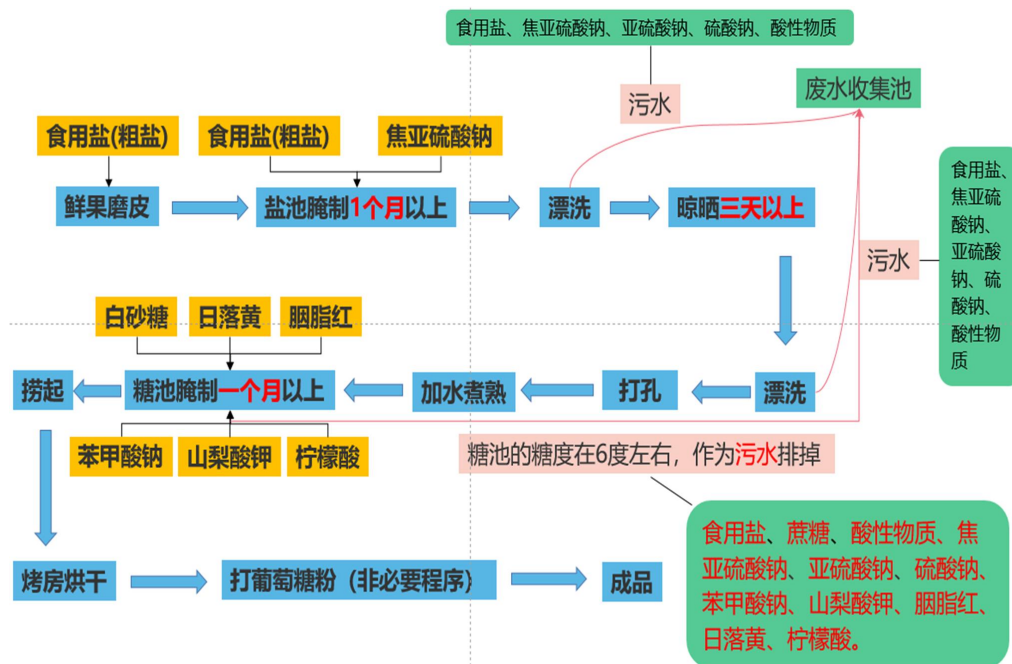 食用盐、焦亚硫酸钠、亚硫酸钠、硫酸钠、酸性物质
污水
废水收集池
食用盐(粗盐)
食用盐(粗盐)
焦亚硫酸钠
鲜果磨皮
盐池腌制1个月以上
漂洗
晾晒三天以上
食用盐、
焦亚硫
酸钠、
亚硫酸
钠、硫
酸钠、
酸性物
质
污水
白砂糖
日落黄
胭脂红
捞起
糖池腌制一个月以上
加水煮熟
打孔
漂洗
苯甲酸钠
山梨酸钾
柠檬酸
糖池的糖度在6度左右，作为污水排掉
食用盐、蔗糖、酸性物质、焦
亚硫酸钠、亚硫酸钠、硫酸钠、
苯甲酸钠、山梨酸钾、胭脂红、
日落黄、柠檬酸。
烤房烘干
打葡萄糖粉（非必要程序）
成品